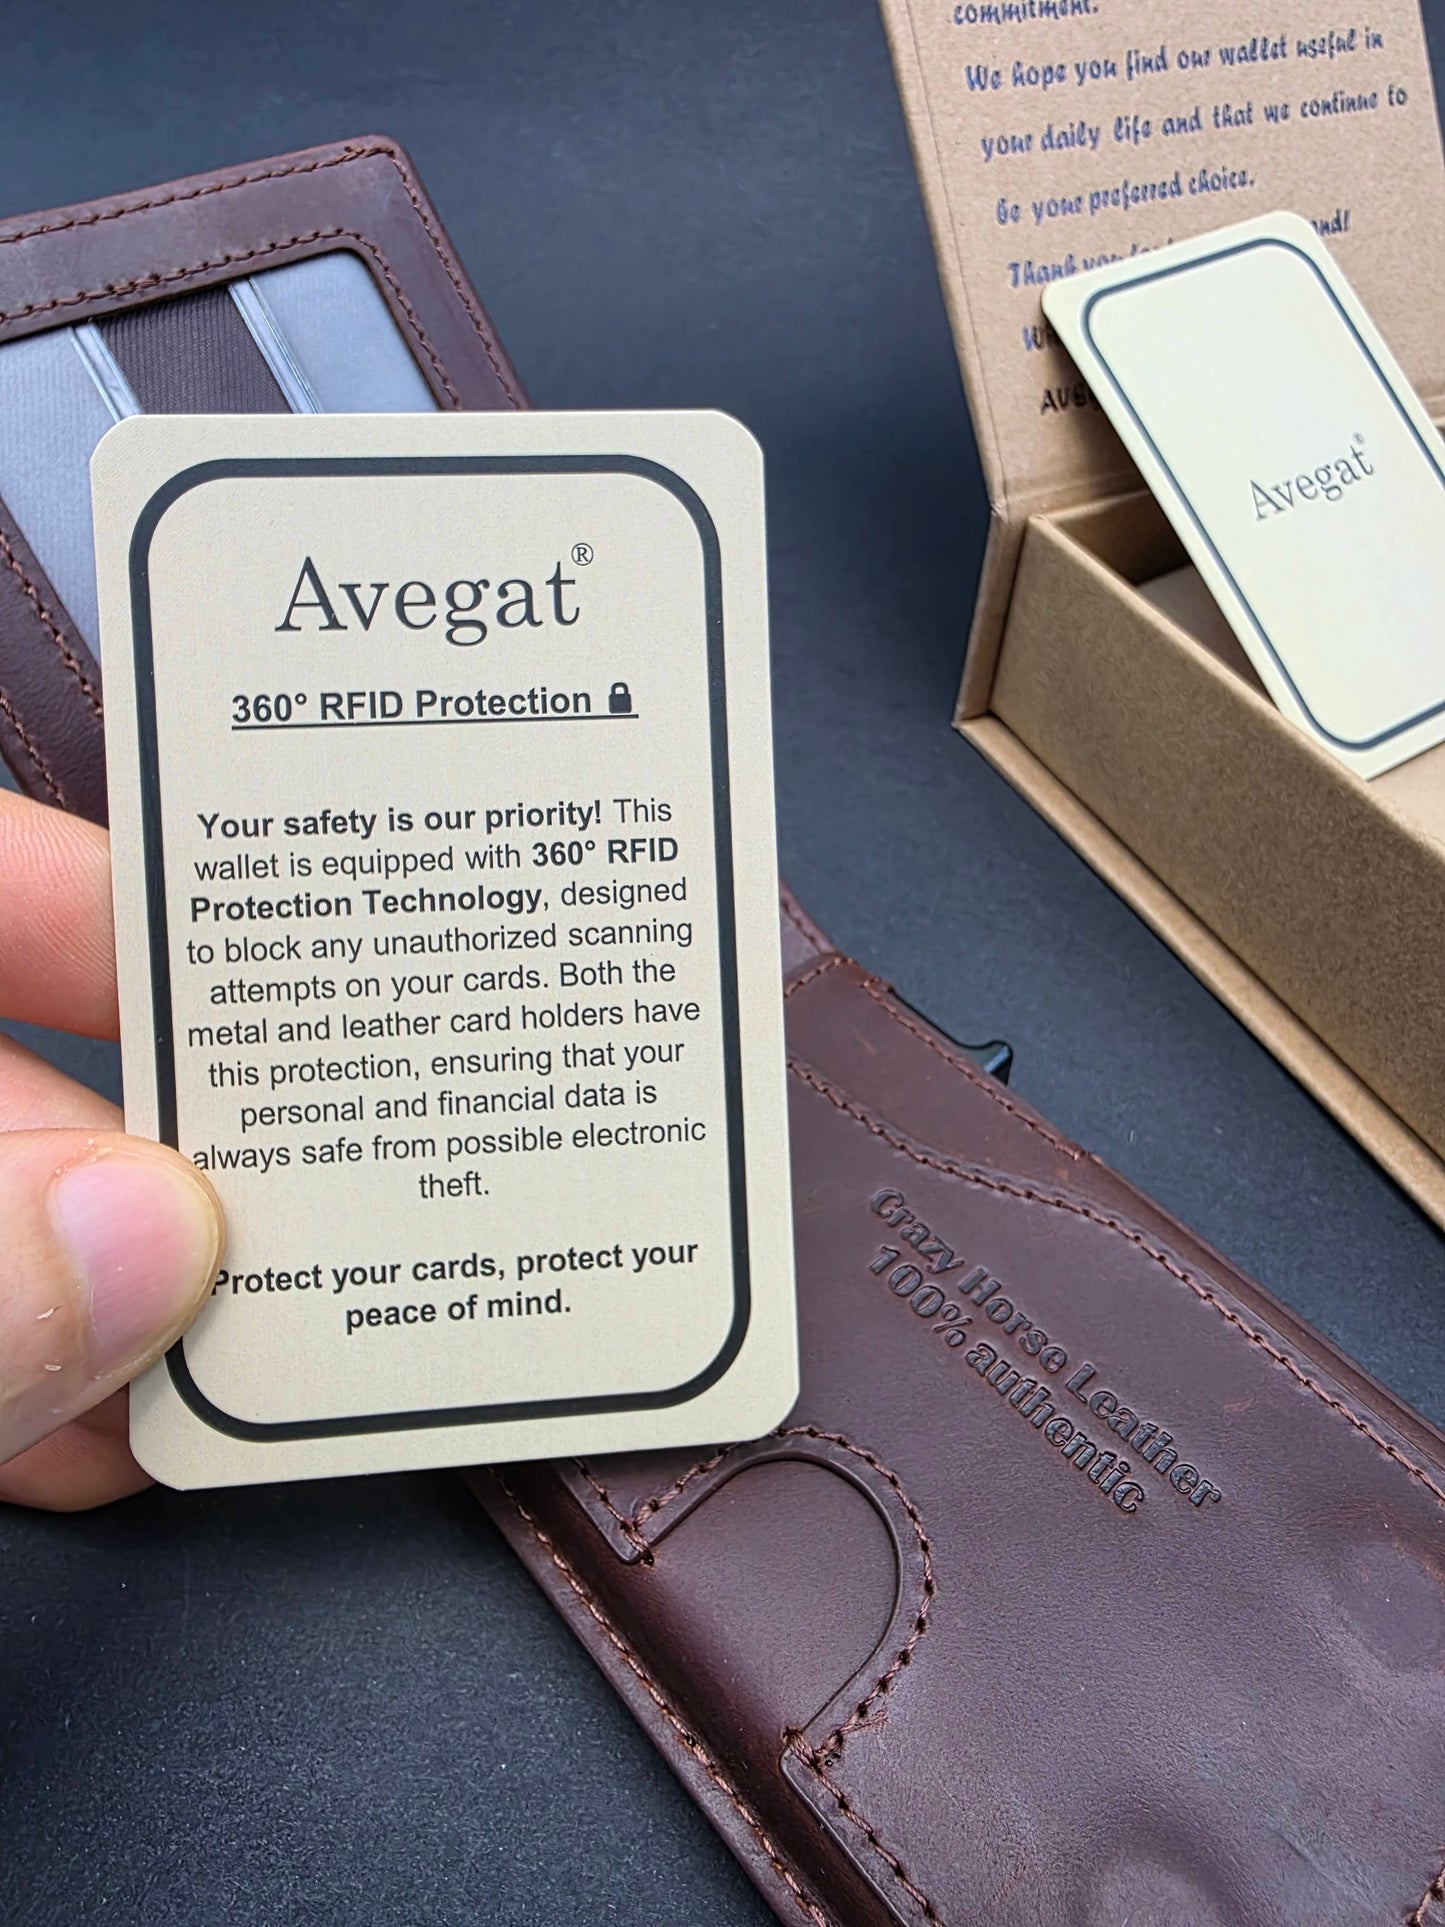 commitment.
We hope you find our wallet useful in
your daily life and that we continue to
be your preferred choice.
Thank you
Avegat®
Avegat®
360° RFID Protection
Your safety is our priority! This
wallet is equipped with 360° RFID
Protection Technology, designed
to block any unauthorized scanning
attempts on your cards. Both the
metal and leather card holders have
this protection, ensuring that your
personal and financial data is
always safe from possible electronic
theft.
Protect your cards, protect your
peace of mind.
Crazy Horse Leather
100% authentic